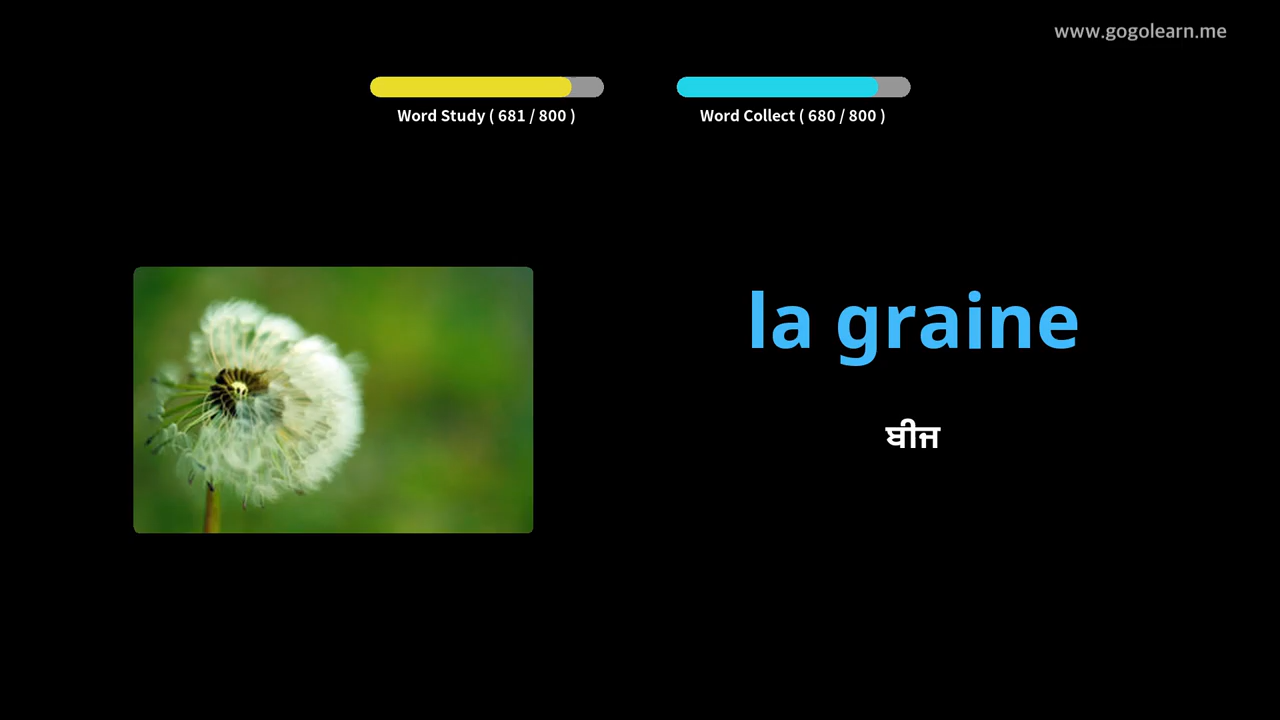 www.gogolearn.me
Word Study ( 681 / 800 )
Word Collect ( 680 / 800 )
la graine
बीज